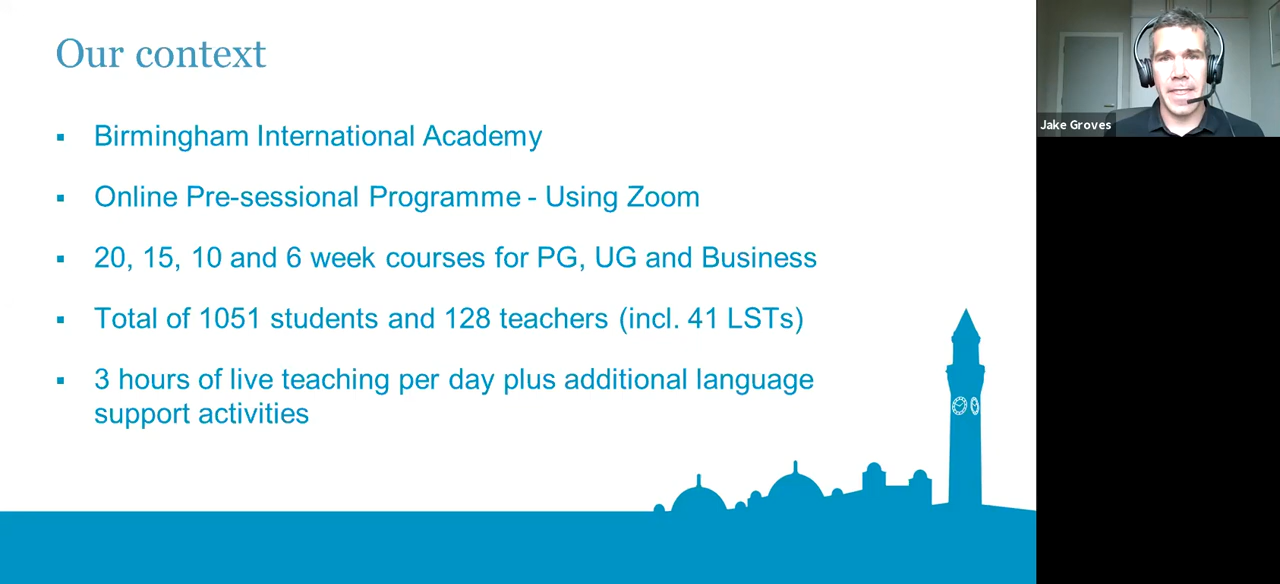 Our context
▪ Birmingham International Academy
▪ Online Pre-sessional Programme - Using Zoom
▪ 20, 15, 10 and 6 week courses for PG, UG and Business
▪ Total of 1051 students and 128 teachers (incl. 41 LSTs)
▪ 3 hours of live teaching per day plus additional language
support activities
Jake Groves